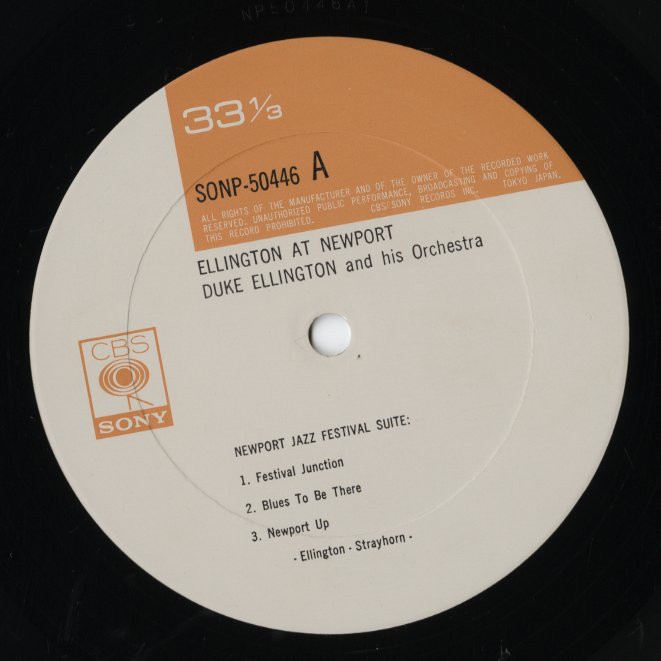 NPL0446A1
33 1/3
SONP-50446 A
ALL RIGHTS OF THE MANUFACTURER AND OF THE OWNER OF THE RECORDED WORK
RESERVED. UNAUTHORIZED PUBLIC PERFORMANCE, BROADCASTING AND COPYING OF
THIS RECORD PROHIBITED. CBS/SONY RECORDS INC. TOKYO JAPAN.
ELLINGTON AT NEWPORT
DUKE ELLINGTON and his Orchestra
CBS
SONY
NEWPORT JAZZ FESTIVAL SUITE:
1. Festival Junction
2. Blues To Be There
3. Newport Up
- Ellington - Strayhorn -